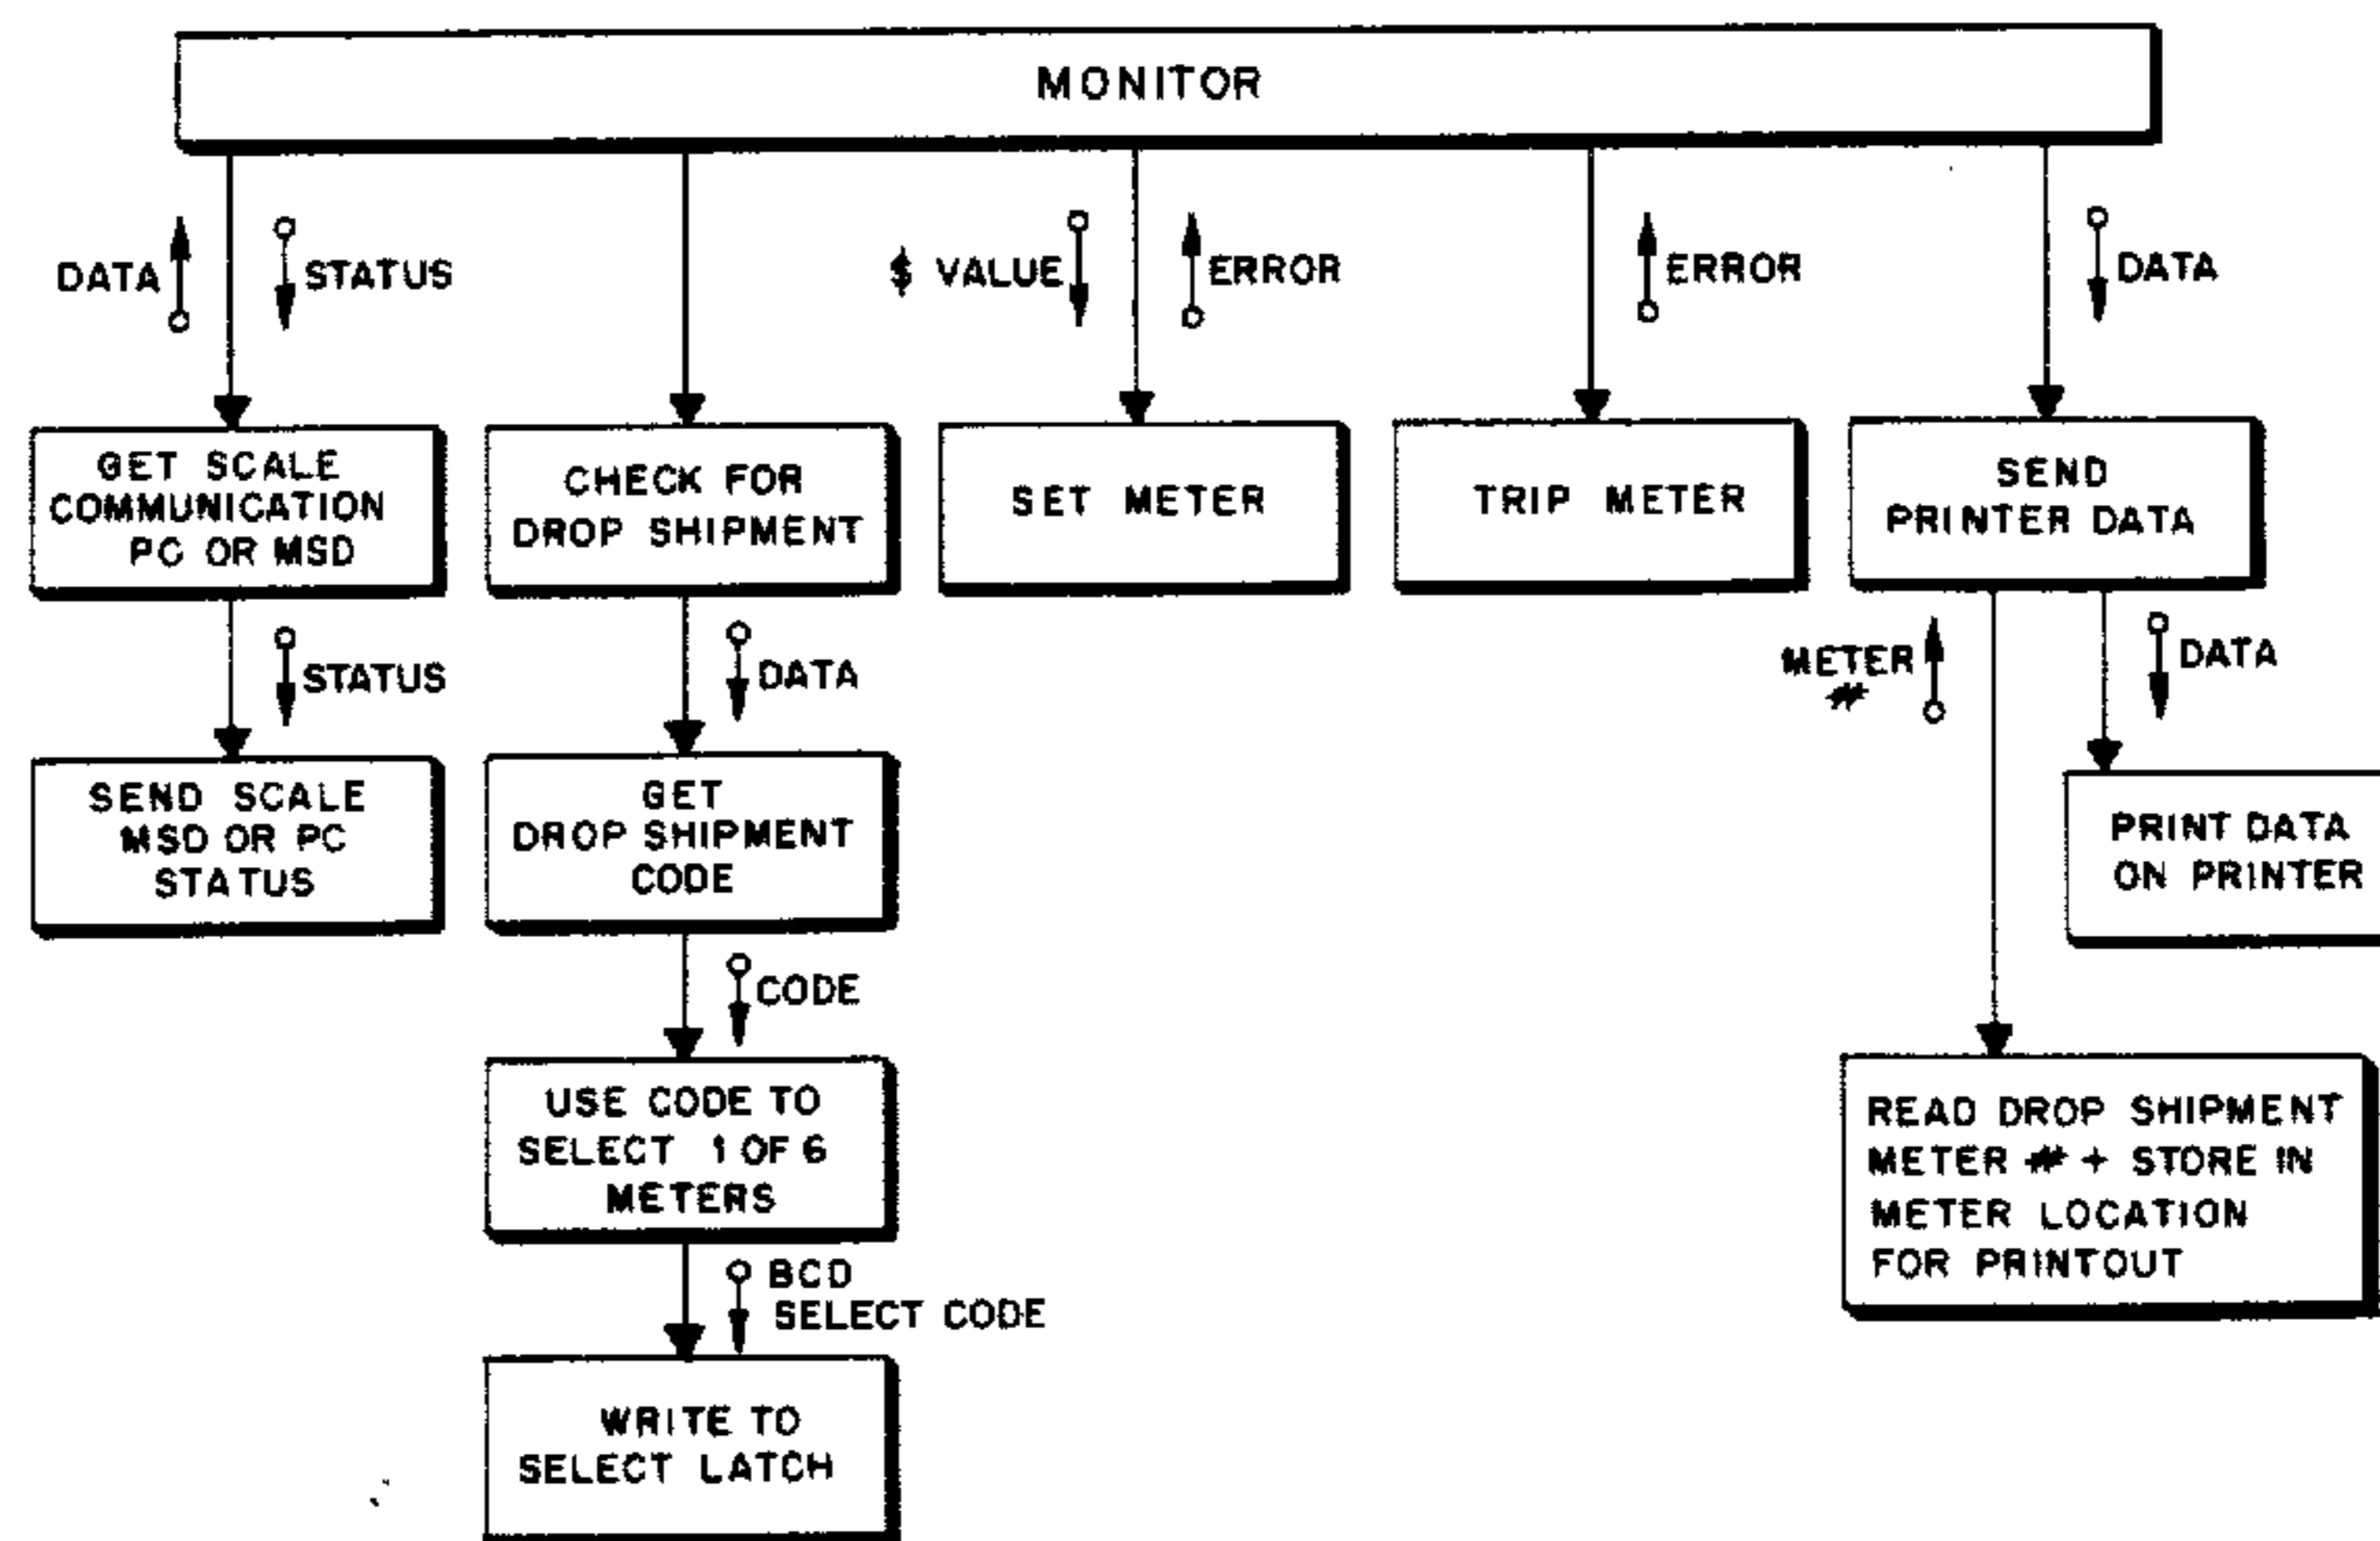 MONITOR
DATA
STATUS
$ VALUE
ERROR
ERROR
DATA
GET SCALE
COMMUNICATION
PC OR MSD
CHECK FOR
DROP SHIPMENT
SET METER
TRIP METER
SEND
PRINTER DATA
STATUS
DATA
METER
#
DATA
SEND SCALE
MSD OR PC
STATUS
GET
DROP SHIPMENT
CODE
PRINT DATA
ON PRINTER
CODE
USE CODE TO
SELECT 1 OF 6
METERS
READ DROP SHIPMENT
METER # + STORE IN
METER LOCATION
FOR PRINTOUT
BCD
SELECT CODE
WRITE TO
SELECT LATCH